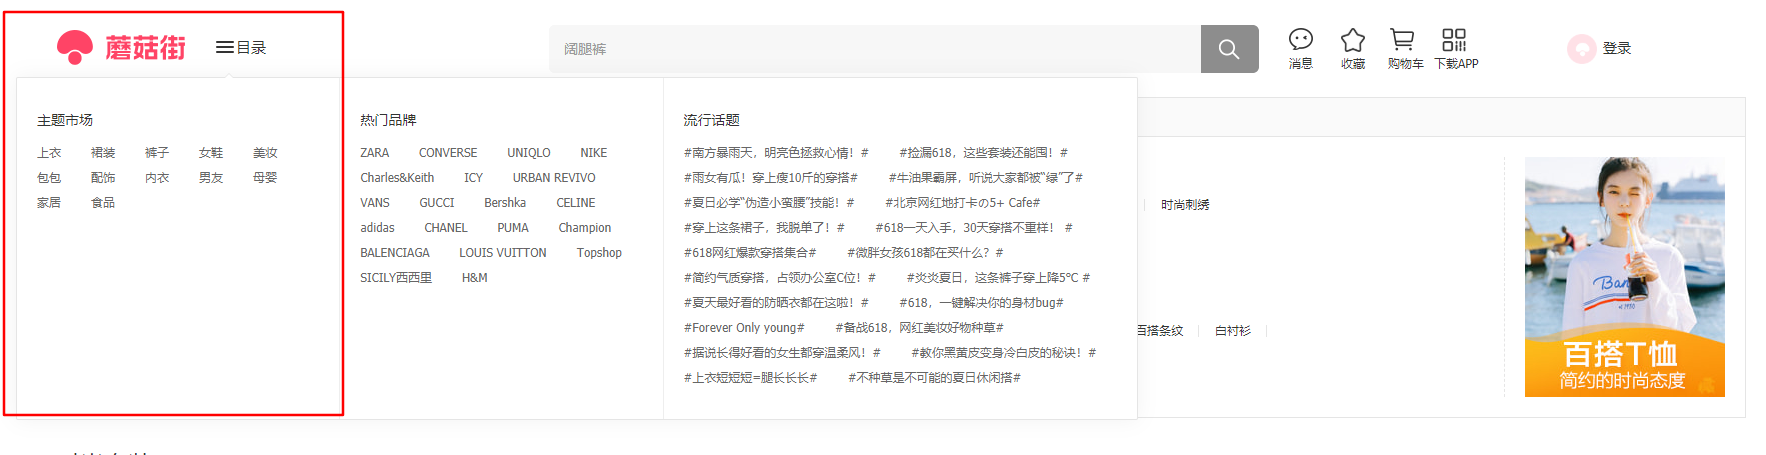 蘑菇街 目录 阔腿裤 消息 收藏 购物车 下载APP 登录
主题市场
上衣 裙装 裤子 女鞋 美妆
包包 配饰 内衣 男友 母婴
家居 食品
热门品牌
ZARA CONVERSE UNIQLO NIKE
Charles&Keith ICY URBAN REVIVO
VANS GUCCI Bershka CELINE
adidas CHANEL PUMA Champion
BALENCIAGA LOUIS VUITTON Topshop
SICILY西西里 H&M
流行话题
#南方暴雨天，明亮色拯救心情！# #捡漏618，这些套装还能囤！#
#雨女有瓜！穿上瘦10斤的穿搭# #牛油果霸屏，听说大家都被“绿”了#
#夏日必学“伪造小蛮腰”技能！# #北京网红地打卡の5+ Cafe#
#穿上这条裙子，我脱单了！# #618一天入手，30天穿搭不重样！ #
#618网红爆款穿搭集合# #微胖女孩618都在买什么？#
#简约气质穿搭，占领办公室C位！# #炎炎夏日，这条裤子穿上降5℃ #
#夏天最好看的防晒衣都在这啦！# #618，一键解决你的身材bug#
#Forever Only young# #备战618，网红美妆好物种草#
#据说长得好看的女生都穿温柔风！# #教你黑黄皮变身冷白皮的秘诀！#
#上衣短短短=腿长长长# #不种草是不可能的夏日休闲搭#
时尚刺绣
百搭条纹 白衬衫
百搭T恤
简约的时尚态度